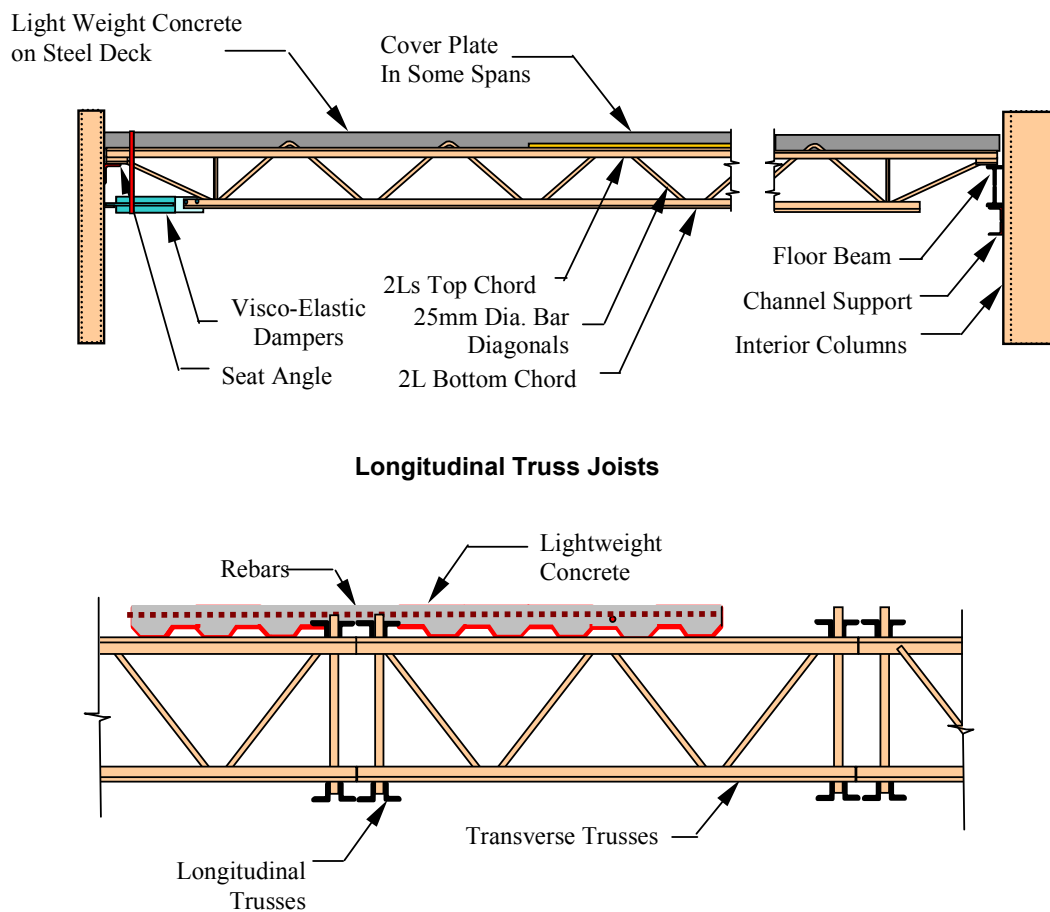 Light Weight Concrete
on Steel Deck
Cover Plate
In Some Spans
Visco-Elastic
Dampers
Seat Angle
2Ls Top Chord
25mm Dia. Bar
Diagonals
2L Bottom Chord
Floor Beam
Channel Support
Interior Columns
Longitudinal Truss Joists
Rebars
Lightweight
Concrete
Transverse Trusses
Longitudinal
Trusses